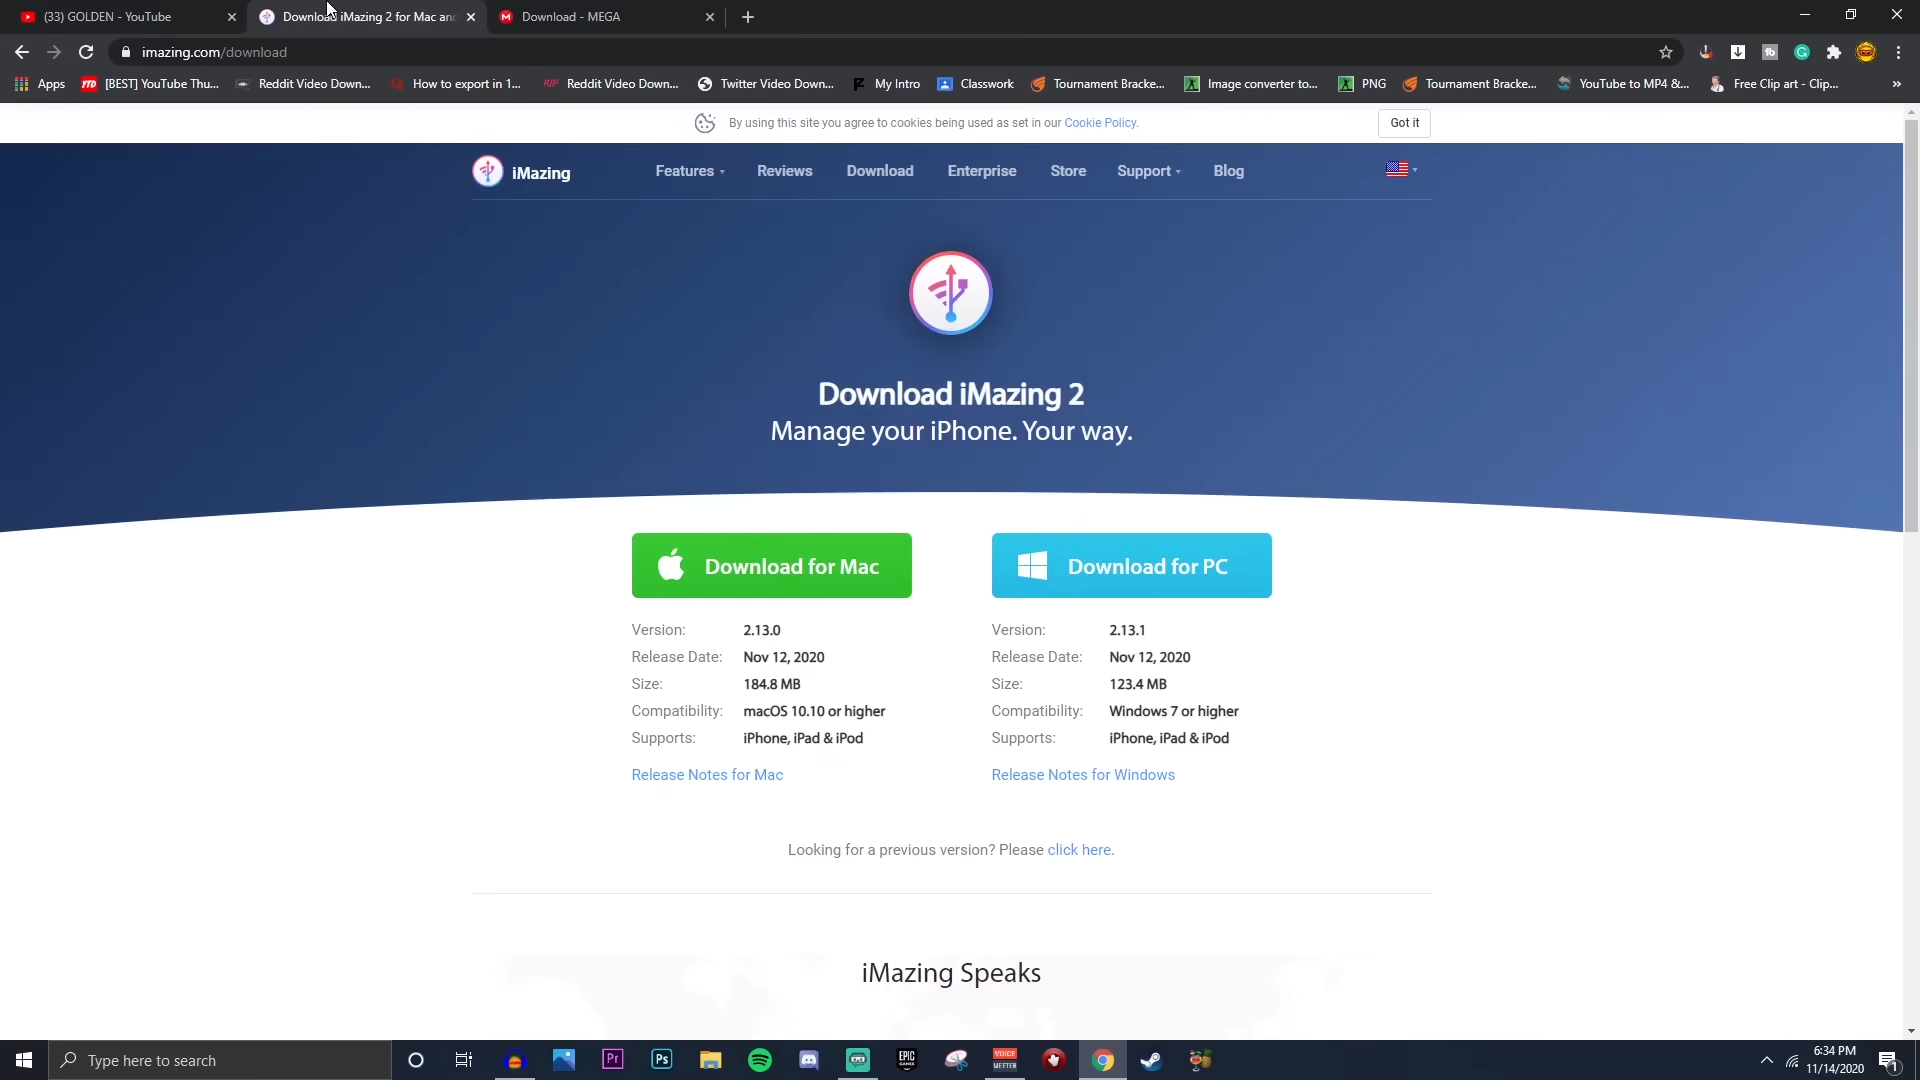 (33) GOLDEN - YouTube
Download iMazing 2 for Mac and
Download - MEGA
imazing.com/download
Apps
[BEST] YouTube Thu...
Reddit Video Down...
How to export in 1...
Reddit Video Down...
Twitter Video Down...
My Intro
Classwork
Tournament Bracke...
Image converter to...
PNG
Tournament Bracke...
YouTube to MP4 &...
Free Clip art - Clip...
By using this site you agree to cookies being used as set in our Cookie Policy.
Got it
iMazing
Features
Reviews
Download
Enterprise
Store
Support
Blog
Download iMazing 2
Manage your iPhone. Your way.
Download for Mac
Version: 2.13.0
Release Date: Nov 12, 2020
Size: 184.8 MB
Compatibility: macOS 10.10 or higher
Supports: iPhone, iPad & iPod
Release Notes for Mac
Download for PC
Version: 2.13.1
Release Date: Nov 12, 2020
Size: 123.4 MB
Compatibility: Windows 7 or higher
Supports: iPhone, iPad & iPod
Release Notes for Windows
Looking for a previous version? Please click here.
iMazing Speaks
Type here to search
Pr
Ps
EPIC
GAMES
VOICE
MEETER
6:34 PM
11/14/2020
1